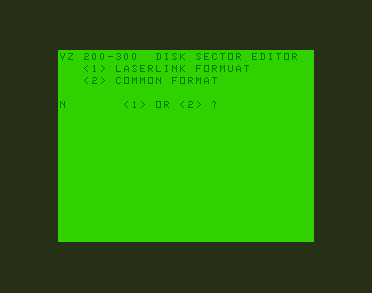 VZ 200-300  DISK SECTOR EDITOR
<1> LASERLINK FORMUAT
<2> COMMON FORMAT
N       <1> OR <2> ?